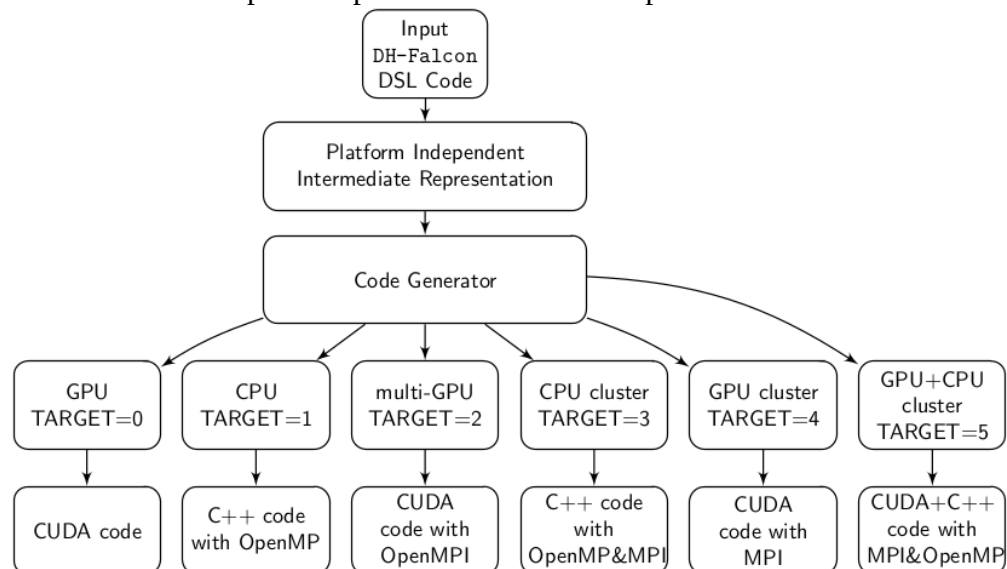 Input
DH-Falcon
DSL Code
Platform Independent
Intermediate Representation
Code Generator
GPU
TARGET=0
CPU
TARGET=1
multi-GPU
TARGET=2
CPU cluster
TARGET=3
GPU cluster
TARGET=4
GPU+CPU
cluster
TARGET=5
CUDA code
C++ code
with OpenMP
CUDA
code with
OpenMPI
C++ code
with
OpenMP&MPI
CUDA
code with
MPI
CUDA+C++
code with
MPI&OpenMP